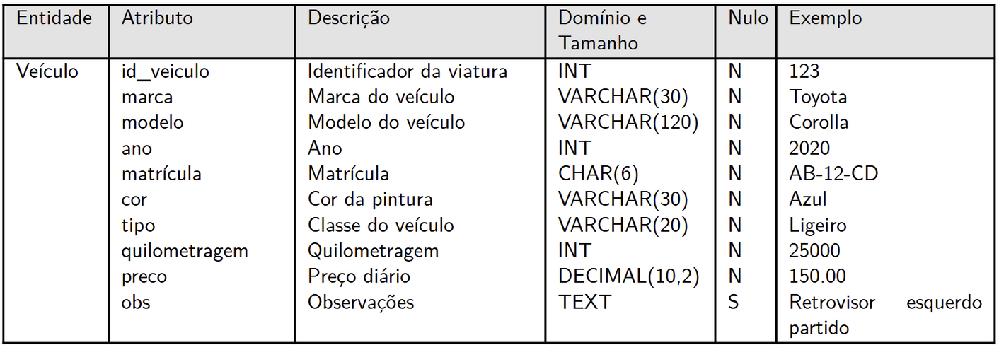 Entidade Atributo Descrição Domínio e Tamanho Nulo Exemplo
Veículo id_veiculo Identificador da viatura INT N 123
marca Marca do veículo VARCHAR(30) N Toyota
modelo Modelo do veículo VARCHAR(120) N Corolla
ano Ano INT N 2020
matrícula Matrícula CHAR(6) N AB-12-CD
cor Cor da pintura VARCHAR(30) N Azul
tipo Classe do veículo VARCHAR(20) N Ligeiro
quilometragem Quilometragem INT N 25000
preco Preço diário DECIMAL(10,2) N 150.00
obs Observações TEXT S Retrovisor esquerdo
partido